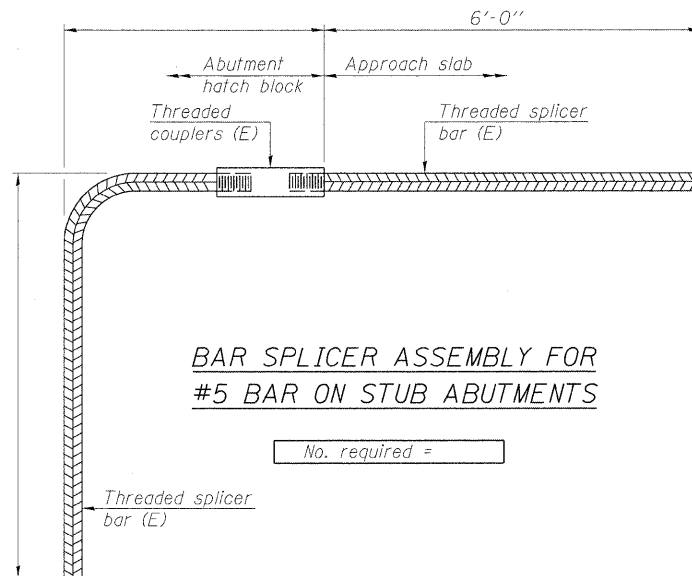 6'-0"
Abutment
hatch block
Approach slab
Threaded
couplers (E)
Threaded splicer
bar (E)
BAR SPLICER ASSEMBLY FOR
#5 BAR ON STUB ABUTMENTS
No. required =
Threaded splicer
bar (E)